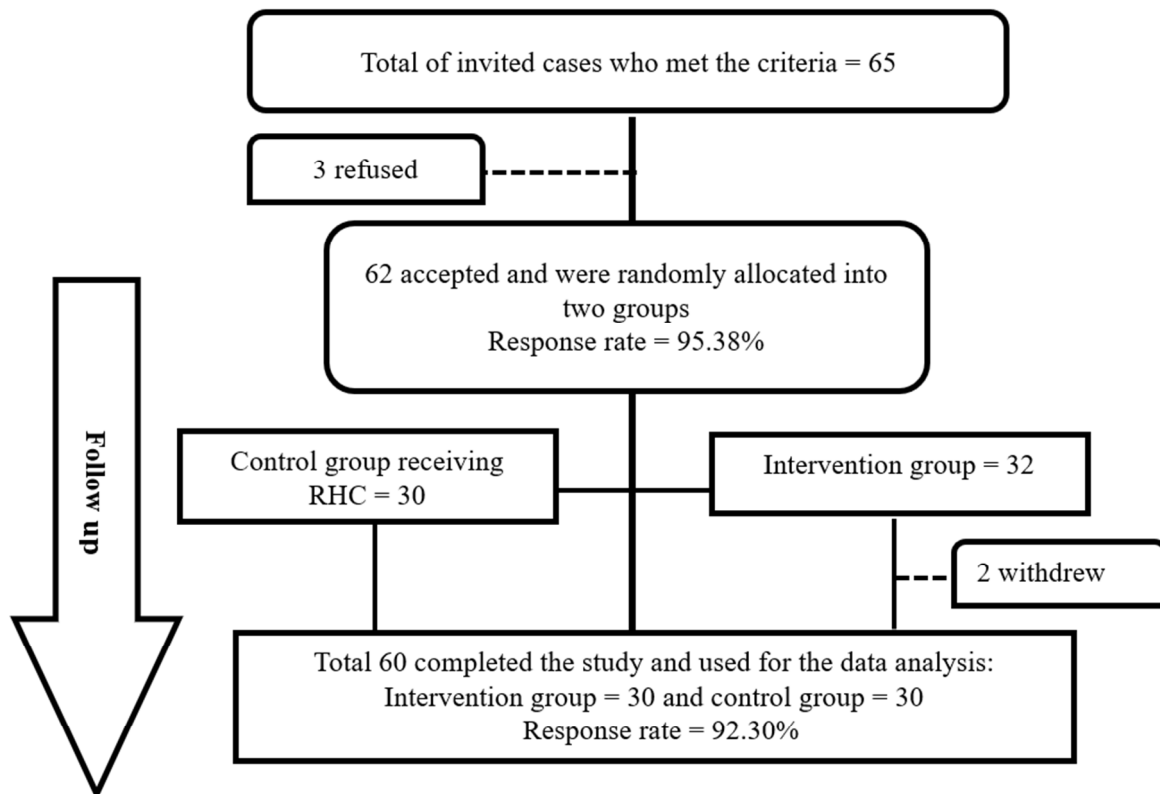 Total of invited cases who met the criteria = 65
3 refused
62 accepted and were randomly allocated into
two groups
Response rate = 95.38%
Follow up
Control group receiving
RHC = 30
Intervention group = 32
2 withdrew
Total 60 completed the study and used for the data analysis:
Intervention group = 30 and control group = 30
Response rate = 92.30%